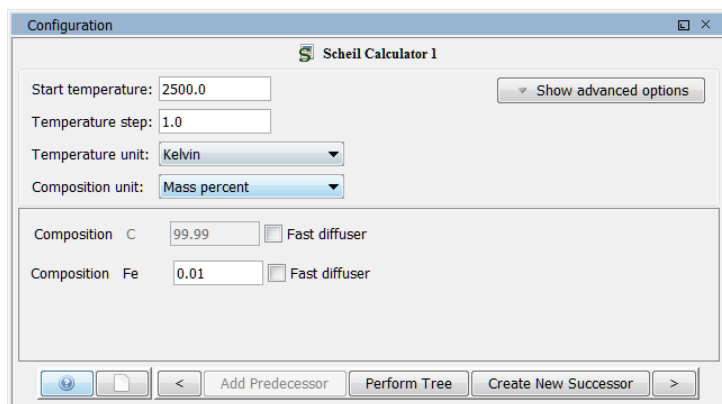 Configuration
Scheil Calculator 1
Start temperature: 2500.0
Show advanced options
Temperature step: 1.0
Temperature unit: Kelvin
Composition unit: Mass percent
Composition C 99.99 Fast diffuser
Composition Fe 0.01 Fast diffuser
< Add Predecessor Perform Tree Create New Successor >